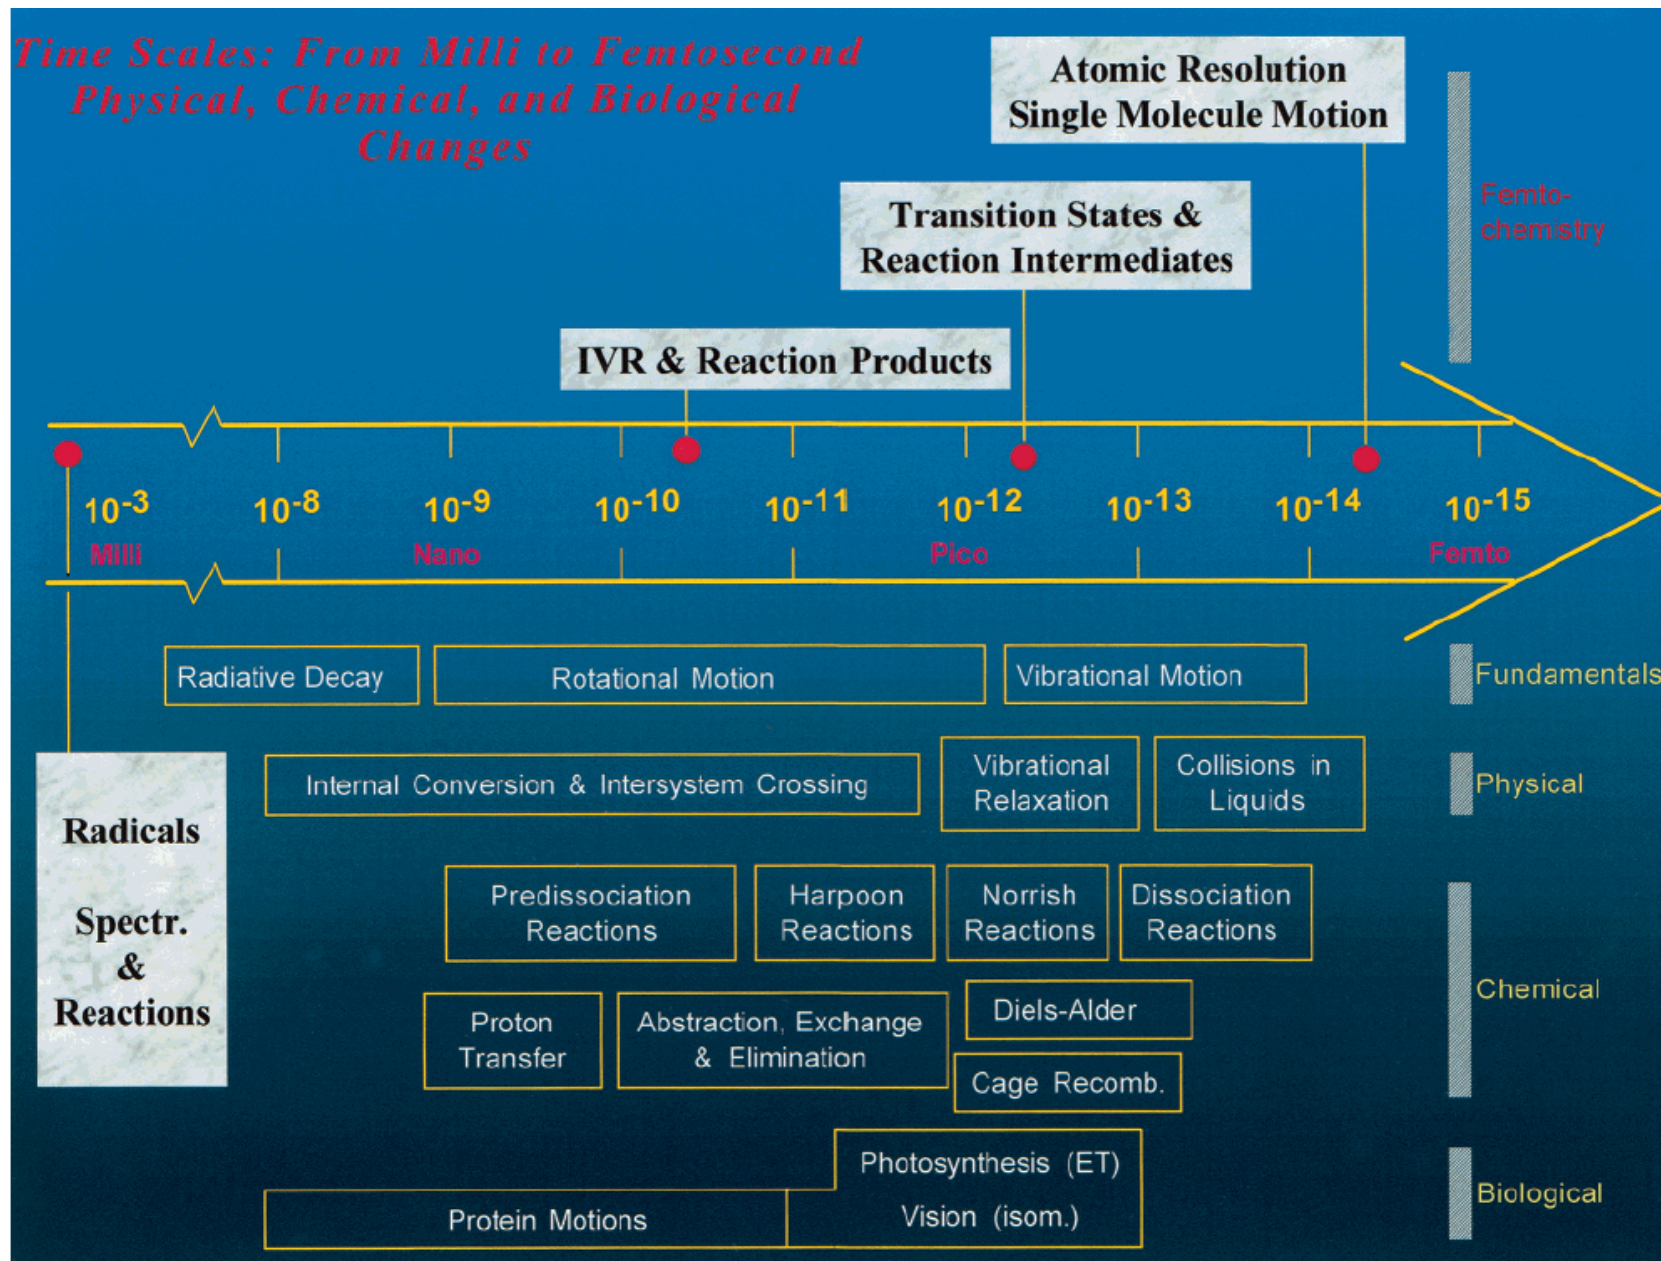 Time Scales: From Milli to Femtosecond
Physical, Chemical, and Biological
Changes
Atomic Resolution
Single Molecule Motion
Femto-
chemistry
Transition States &
Reaction Intermediates
IVR & Reaction Products
10-3 10-8 10-9 10-10 10-11 10-12 10-13 10-14 10-15
Milli Nano Pico Femto
Radiative Decay
Rotational Motion
Vibrational Motion
Fundamentals
Internal Conversion & Intersystem Crossing
Vibrational
Relaxation
Collisions in
Liquids
Physical
Radicals
Spectr.
&
Reactions
Predissociation
Reactions
Harpoon
Reactions
Norrish
Reactions
Dissociation
Reactions
Proton
Transfer
Abstraction, Exchange
& Elimination
Diels-Alder
Cage Recomb.
Chemical
Protein Motions
Photosynthesis (ET)
Vision (isom.)
Biological